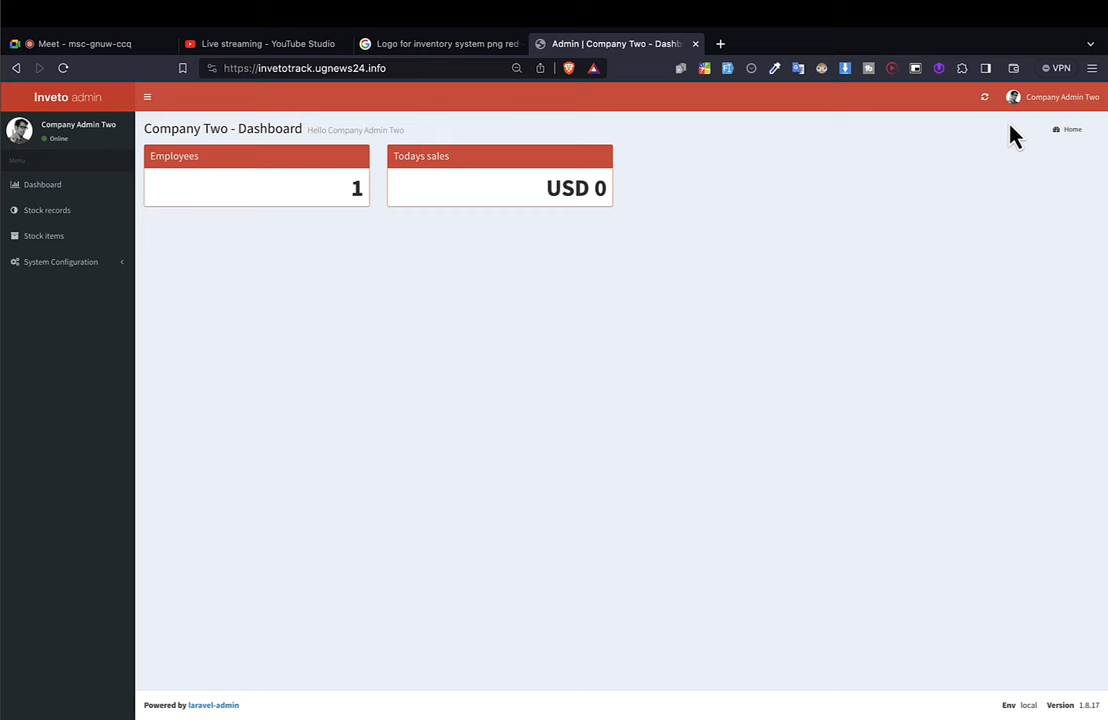 Meet - msc-gnuw-ccq
Live streaming - YouTube Studio
Logo for inventory system png red
Admin | Company Two - Dashb
https://invetotrack.ugnews24.info
VPN
Inveto admin
Company Admin Two
Company Admin Two
Online
Company Two - Dashboard Hello Company Admin Two
Home
Menu
Dashboard
Stock records
Stock items
System Configuration
Employees
1
Todays sales
USD 0
Powered by laravel-admin
Env local Version 1.8.17